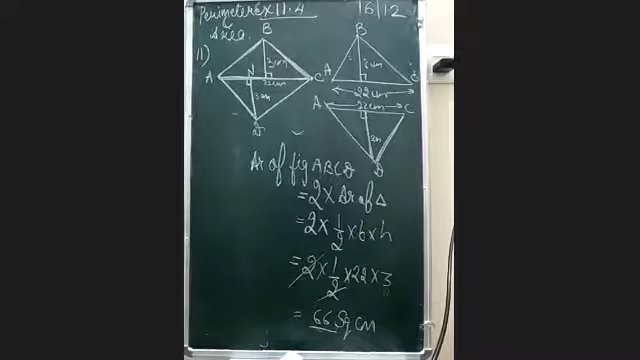 Perimeter & Ex 11.4 16/12
Area
11)
B
A N C
3cm
22cm
3cm
D
B
A C
3cm
22cm
A 22cm C
3cm
D
Ar of fig ABCD
= 2 × Ar of Δ
= 2 × 1/2 × b × h
= 2 × 1/2 × 22 × 3
= 66 Sq cm